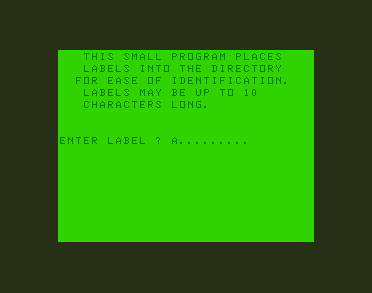 THIS SMALL PROGRAM PLACES
LABELS INTO THE DIRECTORY
FOR EASE OF IDENTIFICATION.
LABELS MAY BE UP TO 10
CHARACTERS LONG.
ENTER LABEL ? A.........